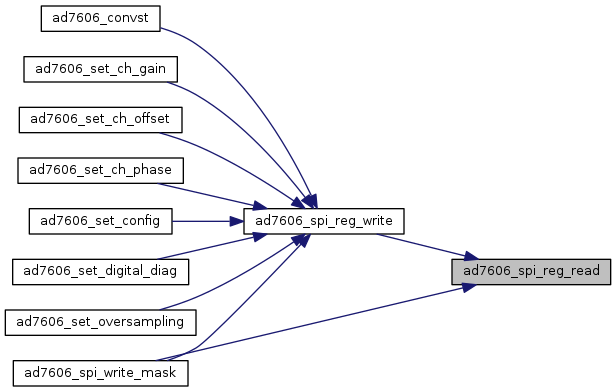 ad7606_convst
ad7606_set_ch_gain
ad7606_set_ch_offset
ad7606_set_ch_phase
ad7606_set_config
ad7606_spi_reg_write
ad7606_set_digital_diag
ad7606_spi_reg_read
ad7606_set_oversampling
ad7606_spi_write_mask